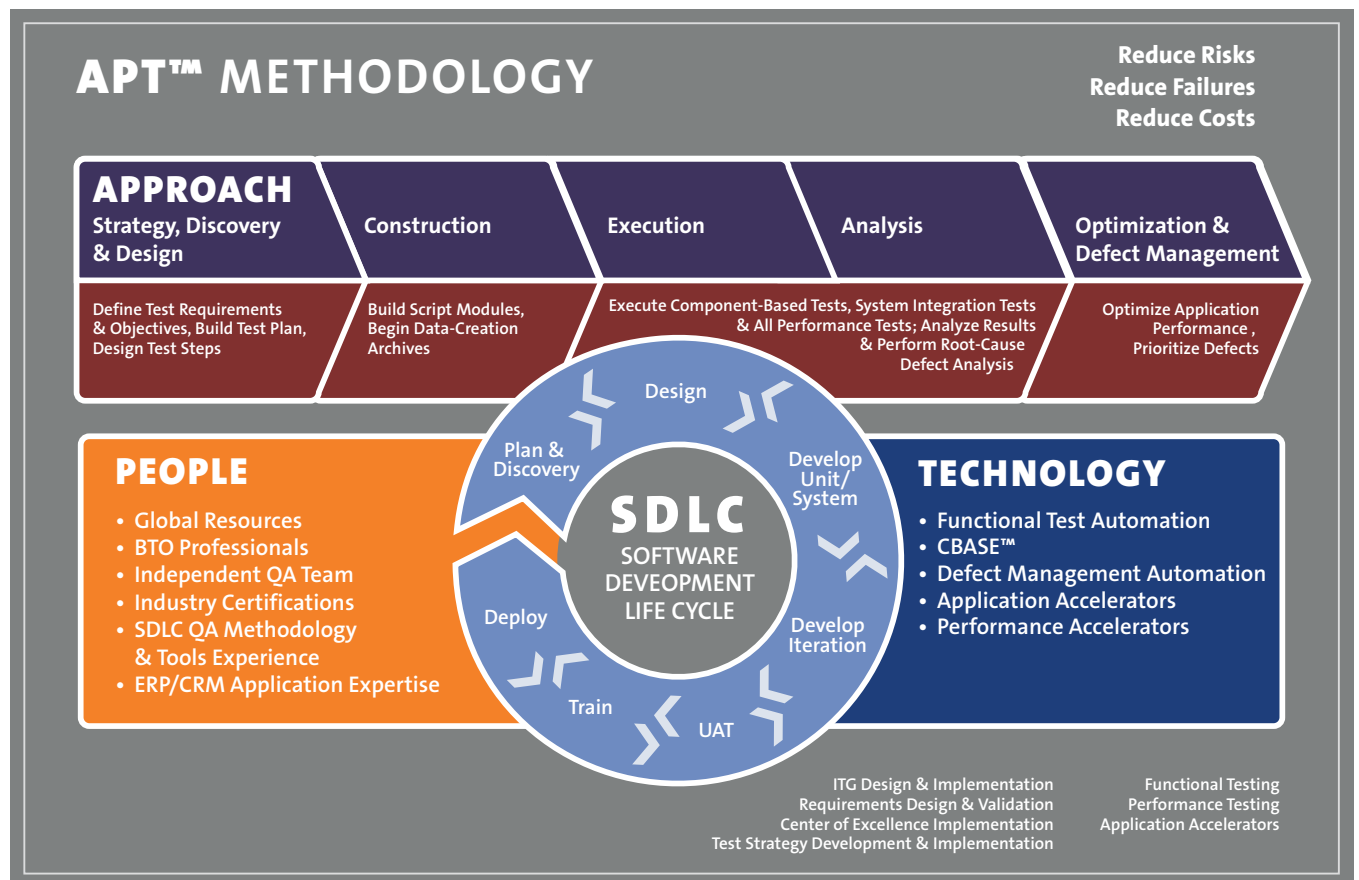 APT™ METHODOLOGY
Reduce Risks
Reduce Failures
Reduce Costs
APPROACH
Strategy, Discovery
& Design
Construction
Execution
Analysis
Optimization &
Defect Management
Define Test Requirements
& Objectives, Build Test Plan,
Design Test Steps
Build Script Modules,
Begin Data-Creation
Archives
Execute Component-Based Tests, System Integration Tests
& All Performance Tests; Analyze Results
& Perform Root-Cause
Defect Analysis
Optimize Application
Performance ,
Prioritize Defects
PEOPLE
• Global Resources
• BTO Professionals
• Independent QA Team
• Industry Certifications
• SDLC QA Methodology
& Tools Experience
• ERP/CRM Application Expertise
Plan &
Discovery
Design
Develop
Unit/
System
Develop
Iteration
UAT
Train
Deploy
SDLC
SOFTWARE
DEVEOPMENT
LIFE CYCLE
TECHNOLOGY
• Functional Test Automation
• CBASE™
• Defect Management Automation
• Application Accelerators
• Performance Accelerators
ITG Design & Implementation
Requirements Design & Validation
Center of Excellence Implementation
Test Strategy Development & Implementation
Functional Testing
Performance Testing
Application Accelerators